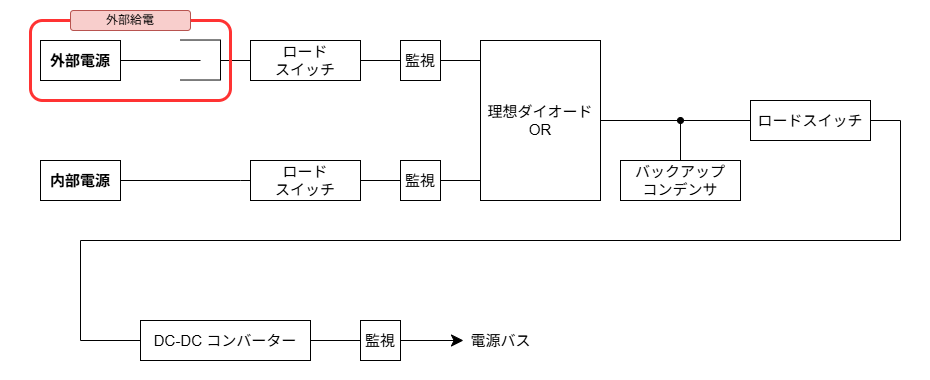 外部給電
外部電源
ロード
スイッチ
監視
理想ダイオード
OR
ロードスイッチ
内部電源
ロード
スイッチ
監視
バックアップ
コンデンサ
DC-DC コンバーター
監視
電源バス